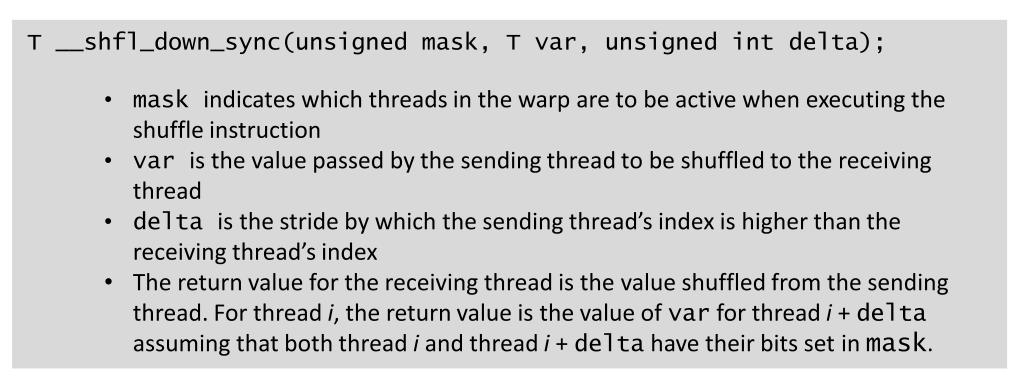 T __shfl_down_sync(unsigned mask, T var, unsigned int delta);
• mask indicates which threads in the warp are to be active when executing the
shuffle instruction
• var is the value passed by the sending thread to be shuffled to the receiving
thread
• delta is the stride by which the sending thread’s index is higher than the
receiving thread’s index
• The return value for the receiving thread is the value shuffled from the sending
thread. For thread i, the return value is the value of var for thread i + delta
assuming that both thread i and thread i + delta have their bits set in mask.